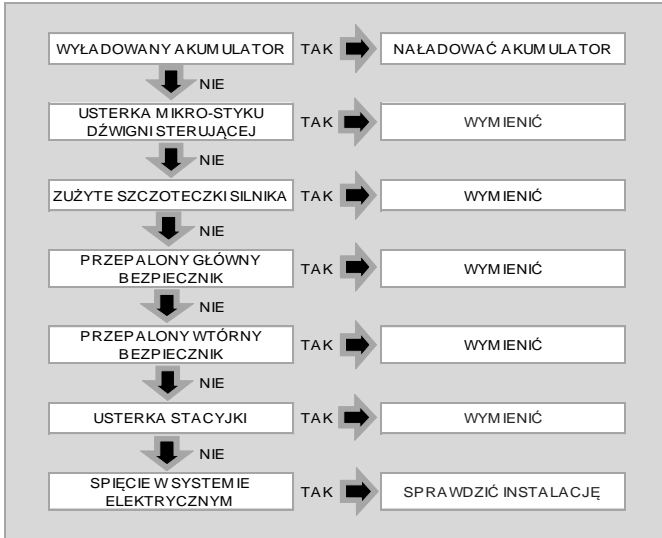 WYŁADOWANY AKUMULATOR TAK NAŁADOWAĆ AKUMULATOR
NIE
USTERKA MIKRO-STYKU
DŹWIGNI STERUJĄCEJ
TAK WYMIENIĆ
NIE
ZUŻYTE SZCZOTECZKI SILNIKA TAK WYMIENIĆ
NIE
PRZEPALONY GŁÓWNY
BEZPIECZNIK
TAK WYMIENIĆ
NIE
PRZEPALONY WTÓRNY
BEZPIECZNIK
TAK WYMIENIĆ
NIE
USTERKA STACYJKI TAK WYMIENIĆ
NIE
SPIĘCIE W SYSTEMIE
ELEKTRYCZNYM
TAK SPRAWDZIĆ INSTALACJĘ